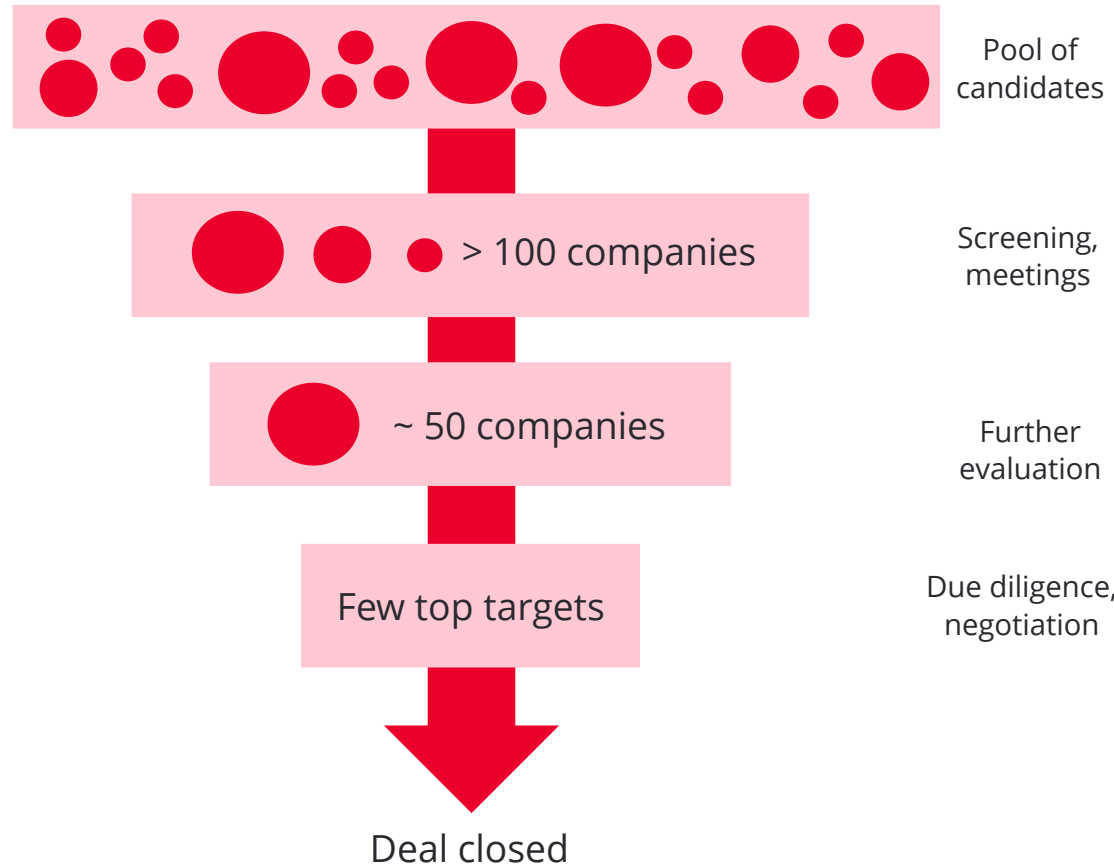 Pool of
candidates
> 100 companies
Screening,
meetings
~ 50 companies
Further
evaluation
Few top targets
Due diligence,
negotiation
Deal closed